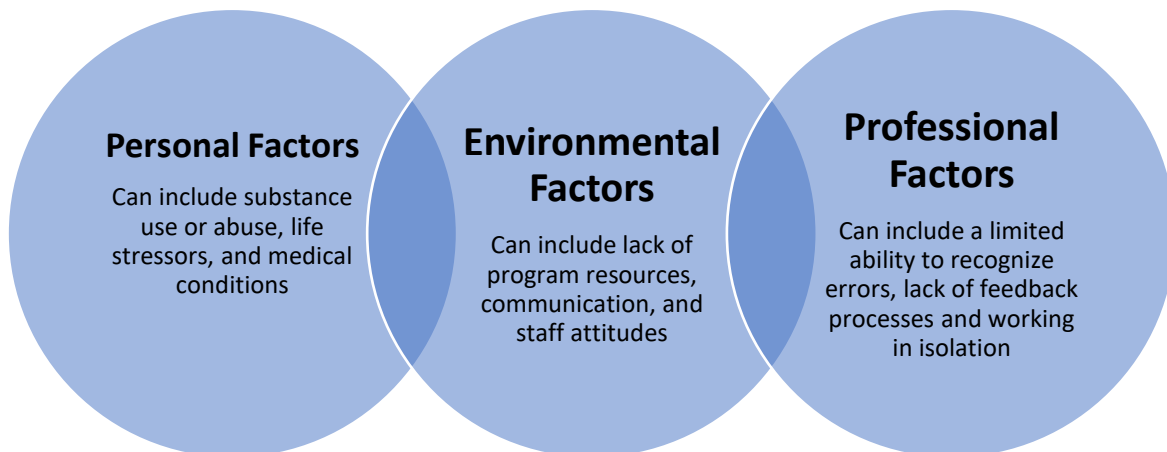 Personal Factors
Can include substance
use or abuse, life
stressors, and medical
conditions
Environmental
Factors
Can include lack of
program resources,
communication, and
staff attitudes
Professional
Factors
Can include a limited
ability to recognize
errors, lack of feedback
processes and working
in isolation